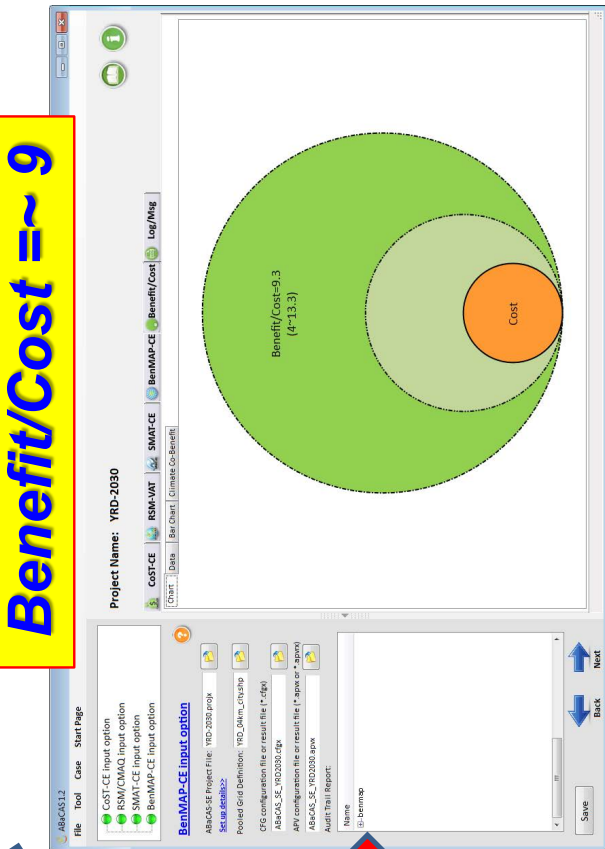 Benefit/Cost =~ 9
ABaCAS 1.2
File Tool Case Start Page
CoST-CE input option
RSM/CMAQ input option
SMAT-CE input option
BenMAP-CE input option
BenMAP-CE input option
ABaCAS-SE Project File: YRD-2030.projx
Set up details>>
Pooled Grid Definition: YRD_04km_city.shp
CFG configuration file or result file (*.cfgx)
ABaCAS_SE_YRD2030.cfgx
APV configuration file or result file (*.apvx or *.apvrx)
ABaCAS_SE_YRD2030.apvx
Audit Trail Report:
Name
benmap
Save
Back
Next
Project Name: YRD-2030
CoST-CE RSM-VAT SMAT-CE BenMAP-CE Benefit/Cost Log/Msg
Chart Data Bar Chart Climate Co-Benefit
Benefit/Cost=9.3
(4~13.3)
Cost